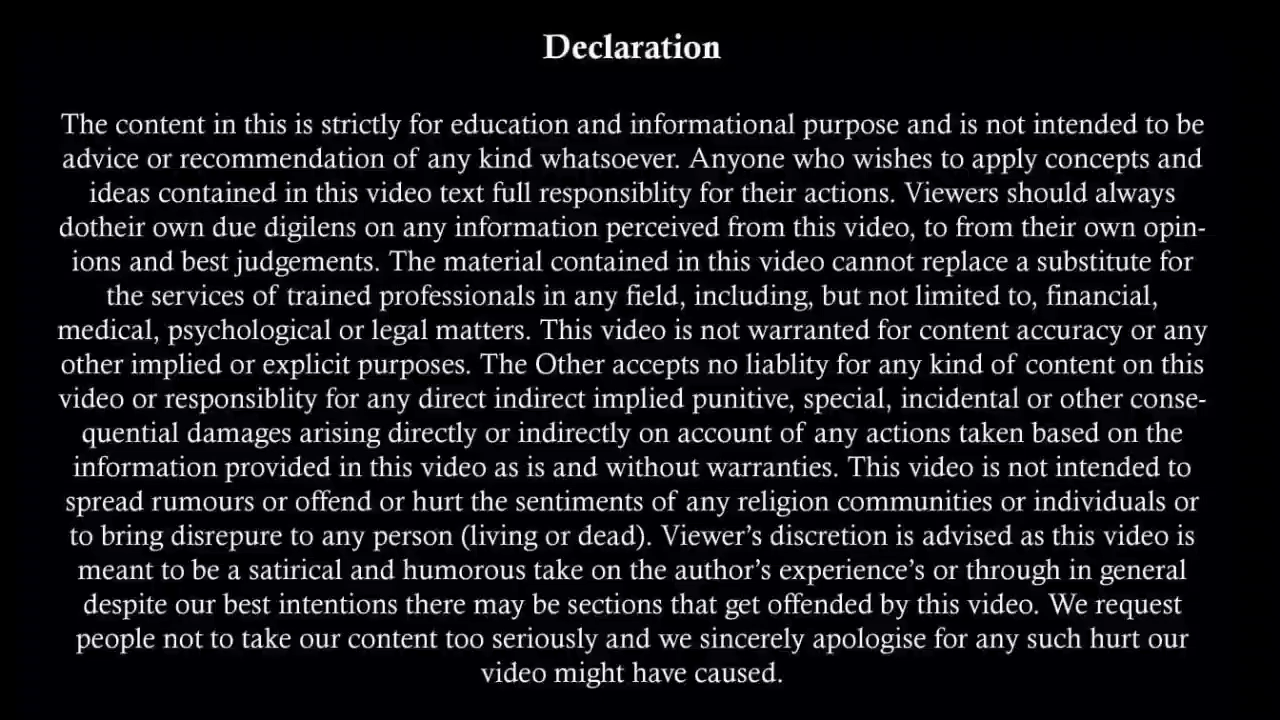 Declaration
The content in this is strictly for education and informational purpose and is not intended to be
advice or recommendation of any kind whatsoever. Anyone who wishes to apply concepts and
ideas contained in this video text full responsiblity for their actions. Viewers should always
dotheir own due digilens on any information perceived from this video, to from their own opin-
ions and best judgements. The material contained in this video cannot replace a substitute for
the services of trained professionals in any field, including, but not limited to, financial,
medical, psychological or legal matters. This video is not warranted for content accuracy or any
other implied or explicit purposes. The Other accepts no liablity for any kind of content on this
video or responsiblity for any direct indirect implied punitive, special, incidental or other conse-
quential damages arising directly or indirectly on account of any actions taken based on the
information provided in this video as is and without warranties. This video is not intended to
spread rumours or offend or hurt the sentiments of any religion communities or individuals or
to bring disrepure to any person (living or dead). Viewer’s discretion is advised as this video is
meant to be a satirical and humorous take on the author’s experience’s or through in general
despite our best intentions there may be sections that get offended by this video. We request
people not to take our content too seriously and we sincerely apologise for any such hurt our
video might have caused.